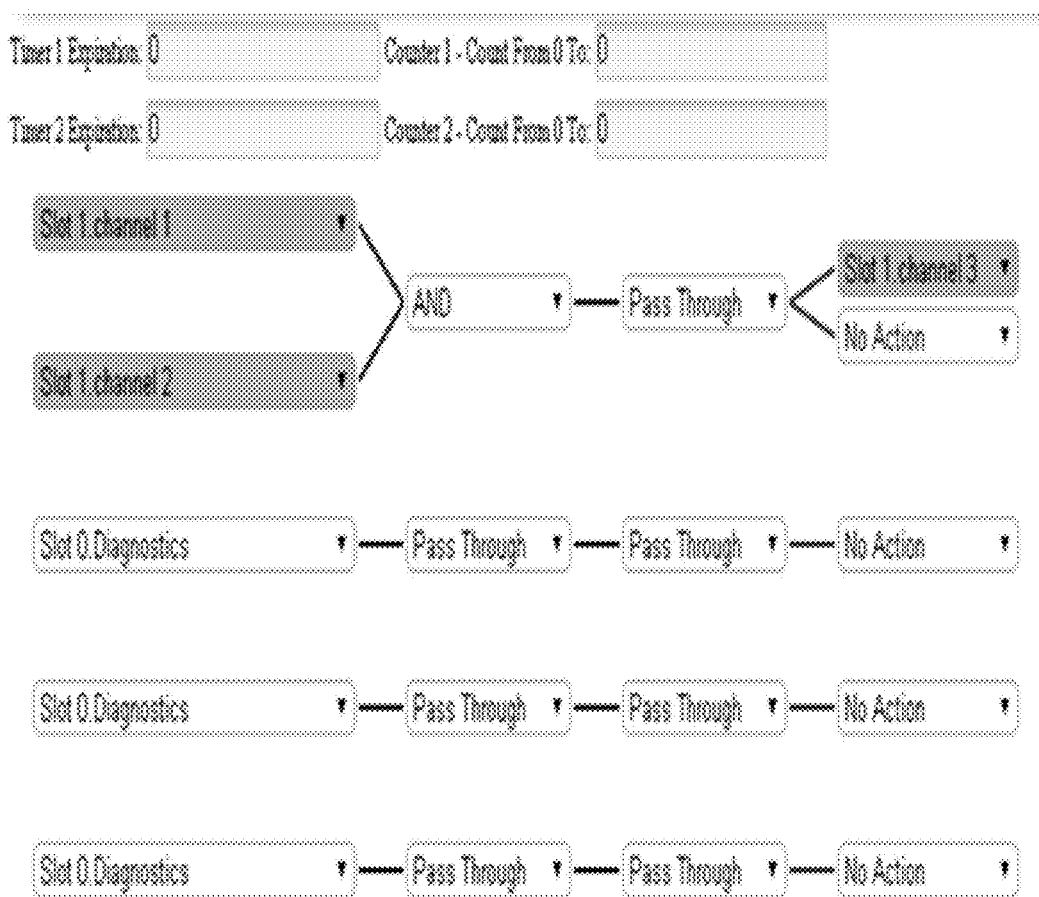 Timer 1 Expiration: 0 Counter 1 - Count From 0 To: 0
Timer 2 Expiration: 0 Counter 2 - Count From 0 To: 0
Slot 1.channel 1
Slot 1.channel 3
AND Pass Through
No Action
Slot 1.channel 2
Slot 0.Diagnostics Pass Through Pass Through No Action
Slot 0.Diagnostics Pass Through Pass Through No Action
Slot 0.Diagnostics Pass Through Pass Through No Action